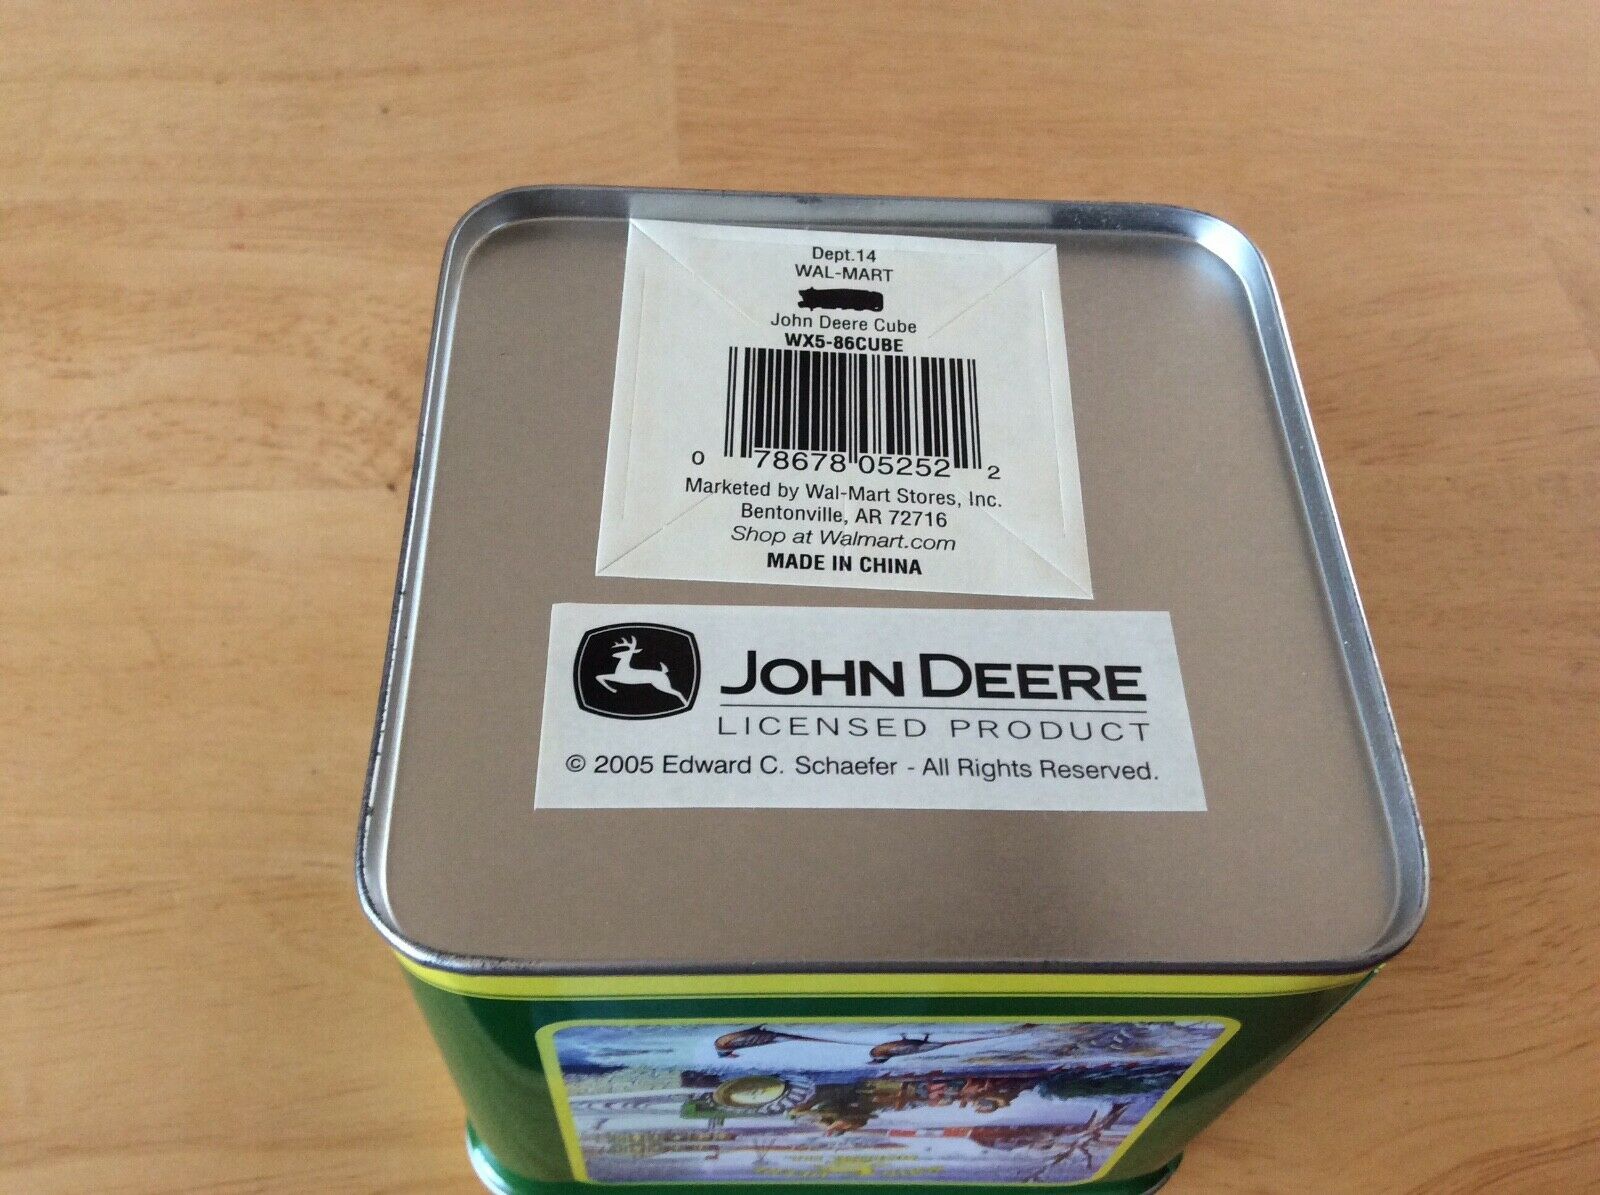 Dept.14
WAL-MART
John Deere Cube
WX5-86CUBE
0 78678 05252 2
Marketed by Wal-Mart Stores, Inc.
Bentonville, AR 72716
Shop at Walmart.com
MADE IN CHINA
JOHN DEERE
LICENSED PRODUCT
© 2005 Edward C. Schaefer - All Rights Reserved.